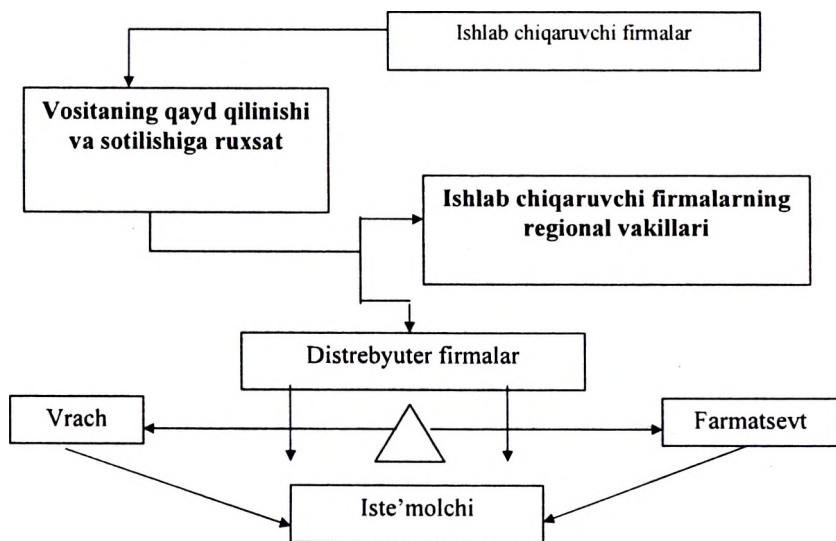 Ishlab chiqaruvchi firmalar
Vositaning qayd qilinishi
va sotilishiga ruxsat
Ishlab chiqaruvchi firmalarning
regional vakillari
Distrebyuter firmalar
Vrach
Farmatsevt
Iste’molchi